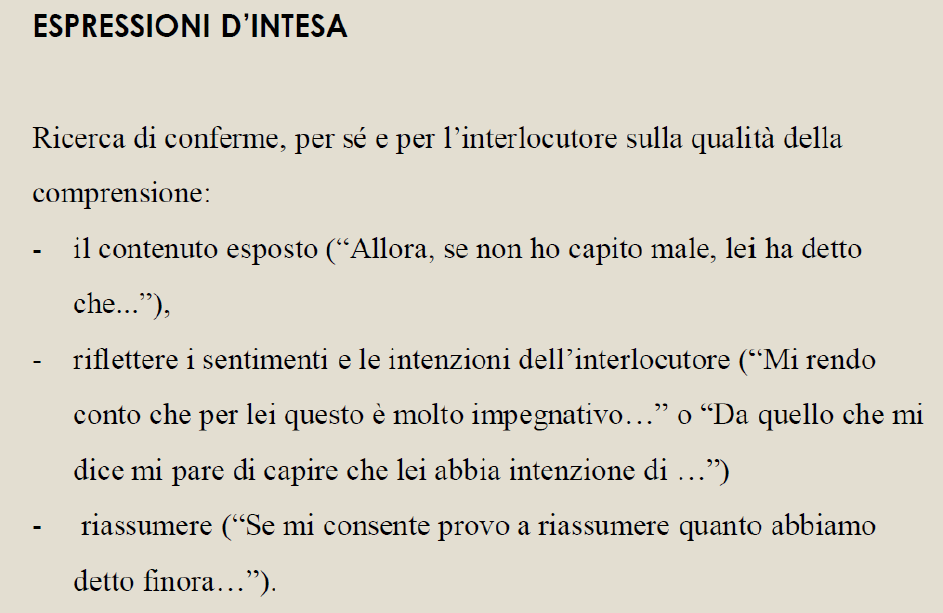 ESPRESSIONI D’INTESA
Ricerca di conferme, per sé e per l’interlocutore sulla qualità della
comprensione:
- il contenuto esposto (“Allora, se non ho capito male, lei ha detto
che...”),
- riflettere i sentimenti e le intenzioni dell’interlocutore (“Mi rendo
conto che per lei questo è molto impegnativo…” o “Da quello che mi
dice mi pare di capire che lei abbia intenzione di …”)
- riassumere (“Se mi consente provo a riassumere quanto abbiamo
detto finora…”).